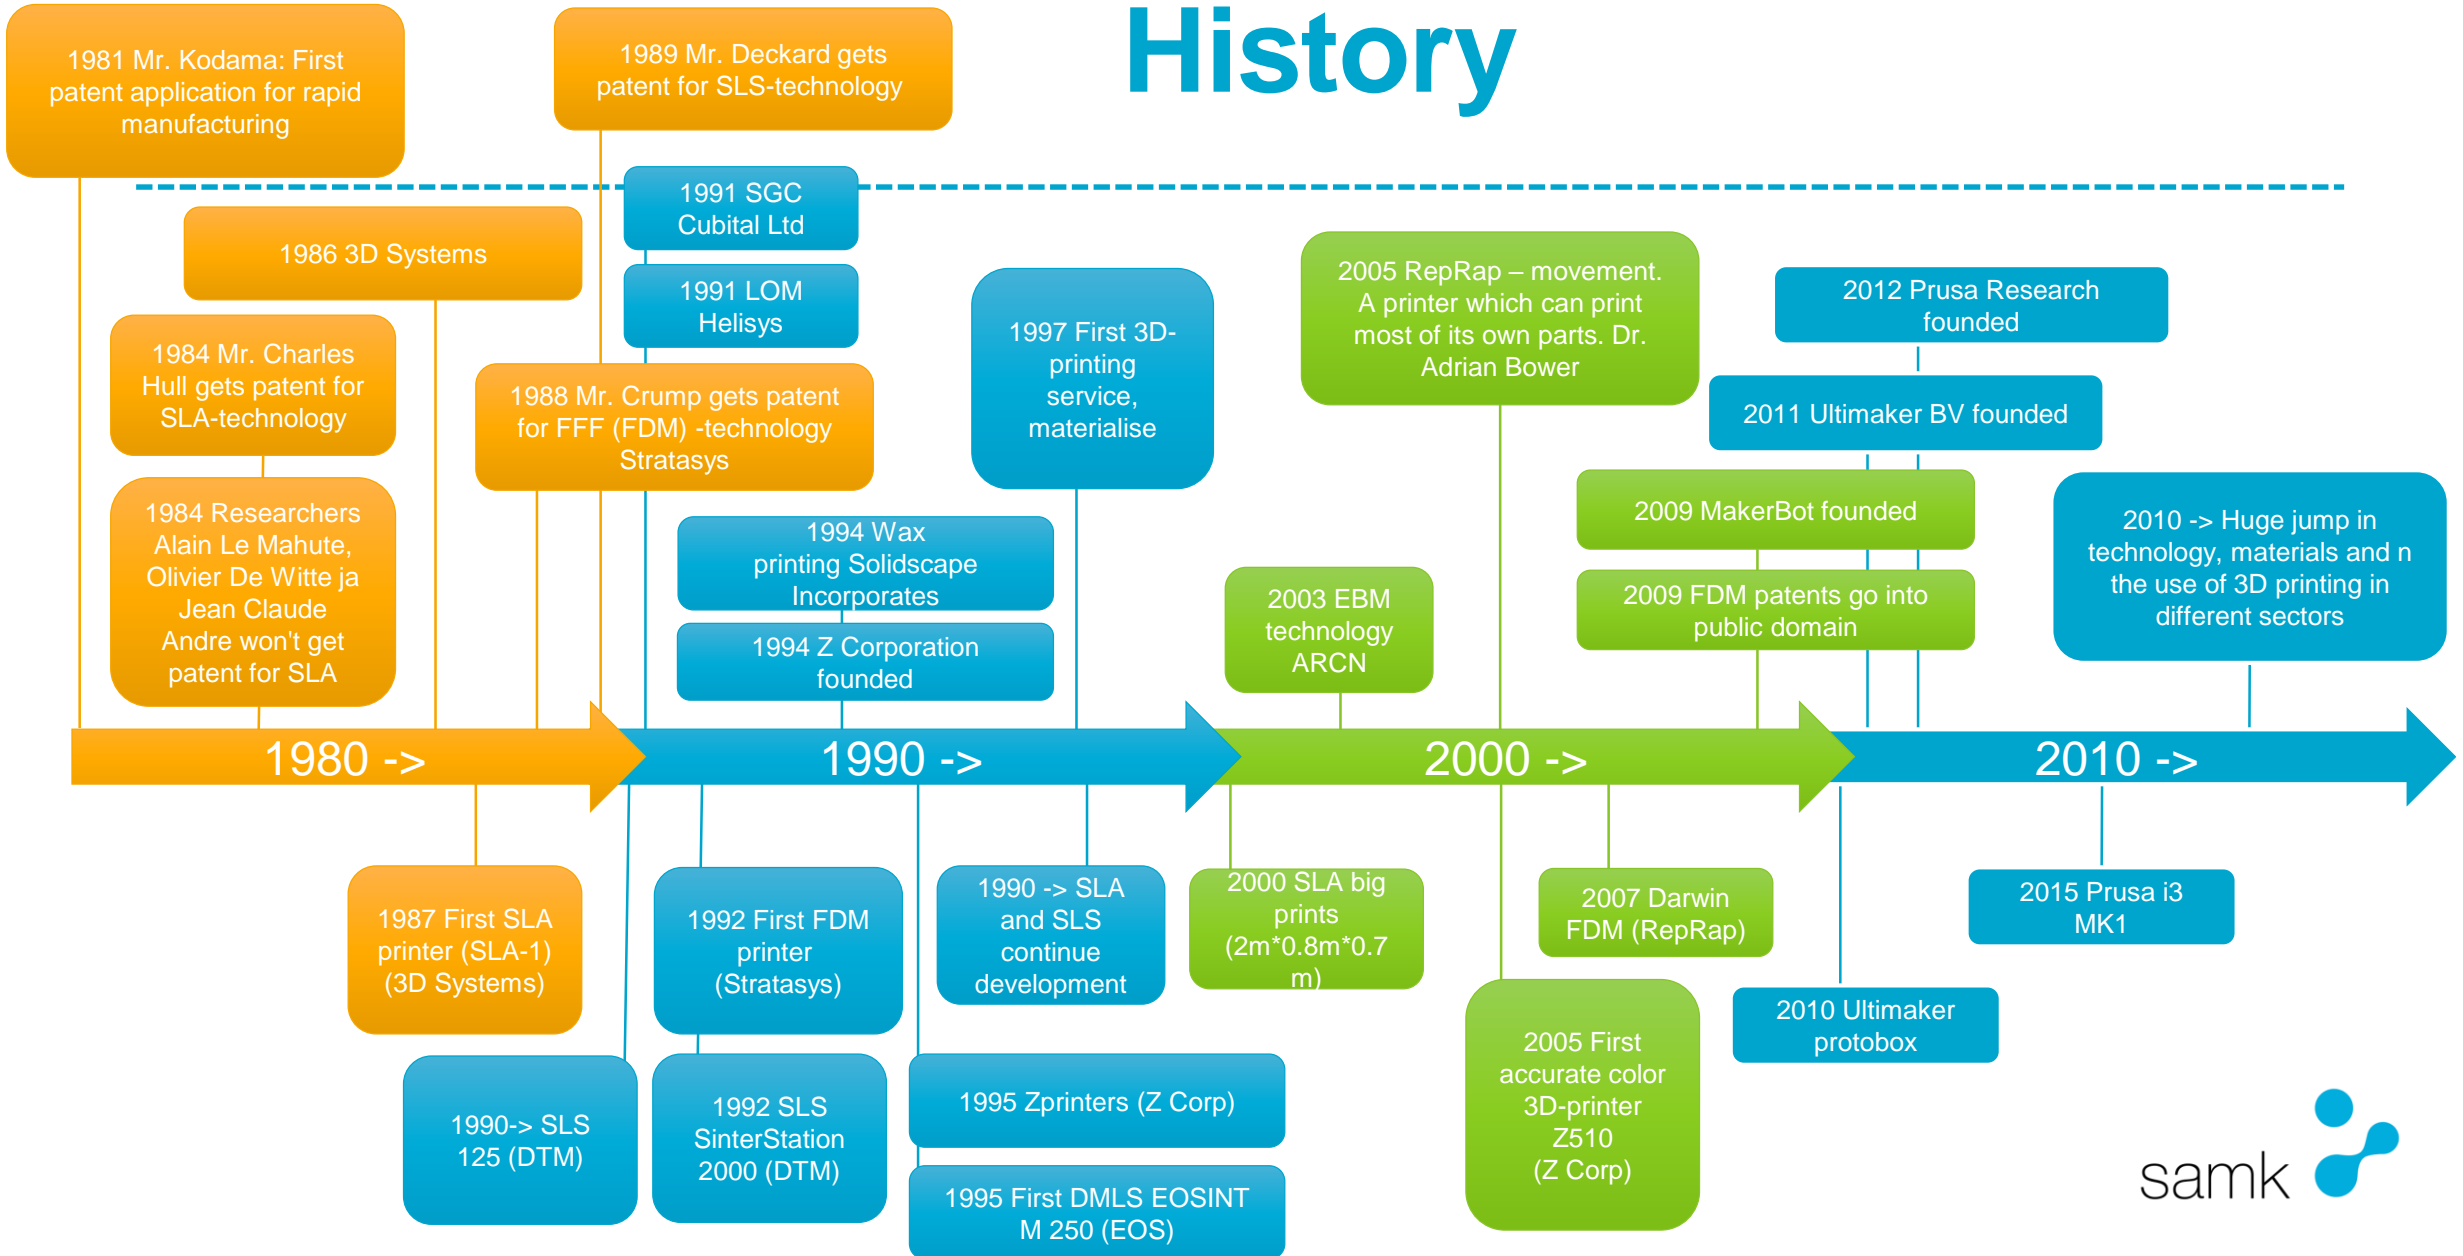 History
1981 Mr. Kodama: First
patent application for rapid
manufacturing
1989 Mr. Deckard gets
patent for SLS-technology
1991 SGC
Cubital Ltd
1986 3D Systems
1991 LOM
Helisys
1984 Mr. Charles
Hull gets patent for
SLA-technology
1988 Mr. Crump gets patent
for FFF (FDM) -technology
Stratasys
1997 First 3D-
printing
service,
materialise
2005 RepRap – movement.
A printer which can print
most of its own parts. Dr.
Adrian Bower
2012 Prusa Research
founded
2011 Ultimaker BV founded
1984 Researchers
Alain Le Mahute,
Olivier De Witte ja
Jean Claude
Andre won't get
patent for SLA
1994 Wax
printing Solidscape
Incorporates
1994 Z Corporation
founded
2003 EBM
technology
ARCN
2009 MakerBot founded
2009 FDM patents go into
public domain
2010 -> Huge jump in
technology, materials and n
the use of 3D printing in
different sectors
1980 ->
1990 ->
2000 ->
2010 ->
1987 First SLA
printer (SLA-1)
(3D Systems)
1992 First FDM
printer
(Stratasys)
1990 -> SLA
and SLS
continue
development
2000 SLA big
prints
(2m*0.8m*0.7
m)
2007 Darwin
FDM (RepRap)
2015 Prusa i3
MK1
2010 Ultimaker
protobox
1990-> SLS
125 (DTM)
1992 SLS
SinterStation
2000 (DTM)
1995 Zprinters (Z Corp)
1995 First DMLS EOSINT
M 250 (EOS)
2005 First
accurate color
3D-printer
Z510
(Z Corp)
samk